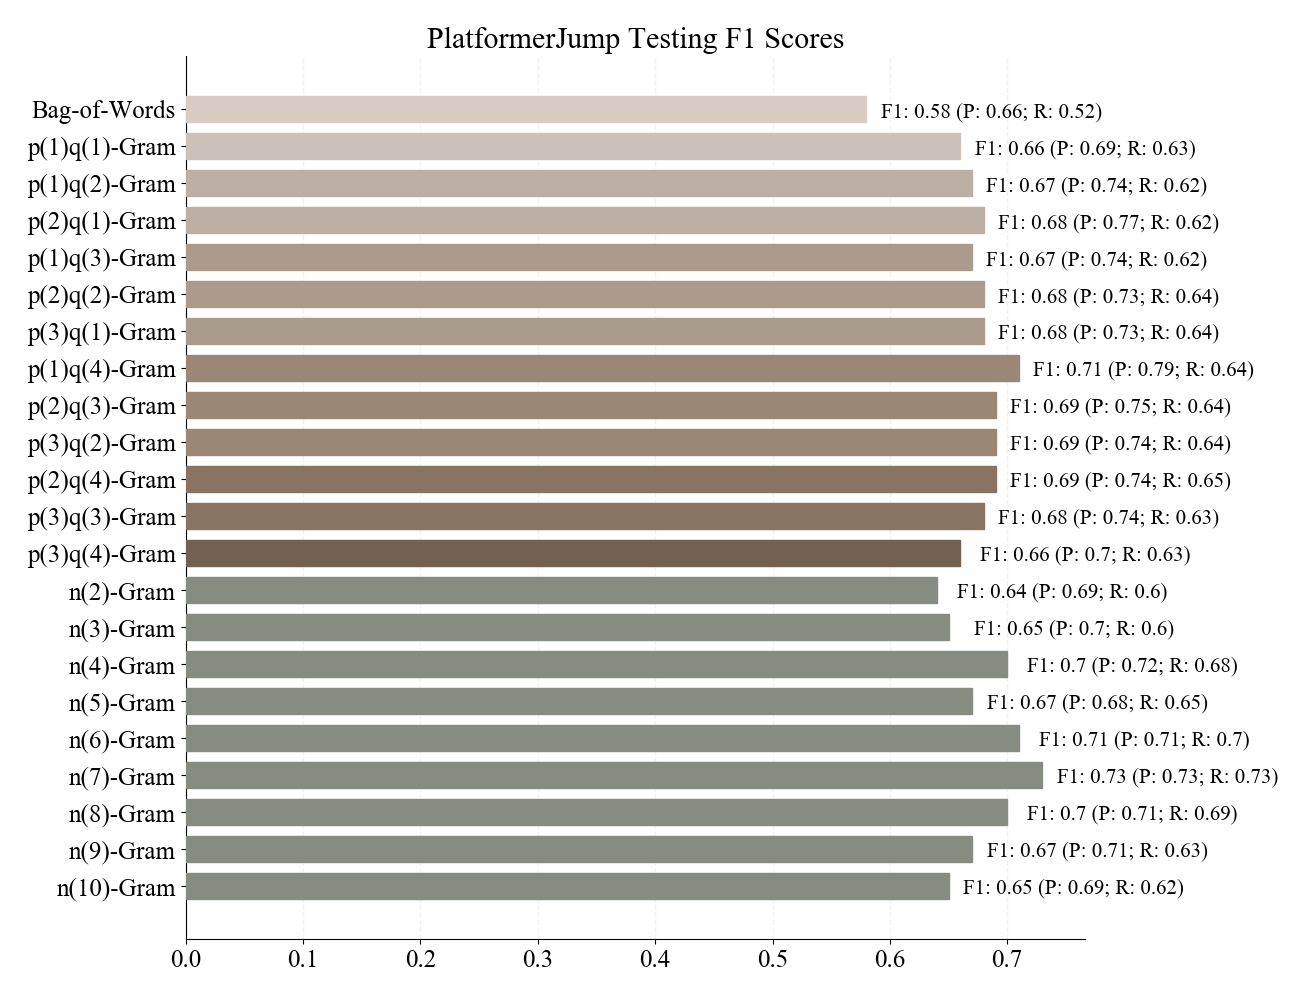 PlatformerJump Testing F1 Scores
Bag-of-Words F1: 0.58 (P: 0.66; R: 0.52)
p(1)q(1)-Gram F1: 0.66 (P: 0.69; R: 0.63)
p(1)q(2)-Gram F1: 0.67 (P: 0.74; R: 0.62)
p(2)q(1)-Gram F1: 0.68 (P: 0.77; R: 0.62)
p(1)q(3)-Gram F1: 0.67 (P: 0.74; R: 0.62)
p(2)q(2)-Gram F1: 0.68 (P: 0.73; R: 0.64)
p(3)q(1)-Gram F1: 0.68 (P: 0.73; R: 0.64)
p(1)q(4)-Gram F1: 0.71 (P: 0.79; R: 0.64)
p(2)q(3)-Gram F1: 0.69 (P: 0.75; R: 0.64)
p(3)q(2)-Gram F1: 0.69 (P: 0.74; R: 0.64)
p(2)q(4)-Gram F1: 0.69 (P: 0.74; R: 0.65)
p(3)q(3)-Gram F1: 0.68 (P: 0.74; R: 0.63)
p(3)q(4)-Gram F1: 0.66 (P: 0.7; R: 0.63)
n(2)-Gram F1: 0.64 (P: 0.69; R: 0.6)
n(3)-Gram F1: 0.65 (P: 0.7; R: 0.6)
n(4)-Gram F1: 0.7 (P: 0.72; R: 0.68)
n(5)-Gram F1: 0.67 (P: 0.68; R: 0.65)
n(6)-Gram F1: 0.71 (P: 0.71; R: 0.7)
n(7)-Gram F1: 0.73 (P: 0.73; R: 0.73)
n(8)-Gram F1: 0.7 (P: 0.71; R: 0.69)
n(9)-Gram F1: 0.67 (P: 0.71; R: 0.63)
n(10)-Gram F1: 0.65 (P: 0.69; R: 0.62)
0.0 0.1 0.2 0.3 0.4 0.5 0.6 0.7